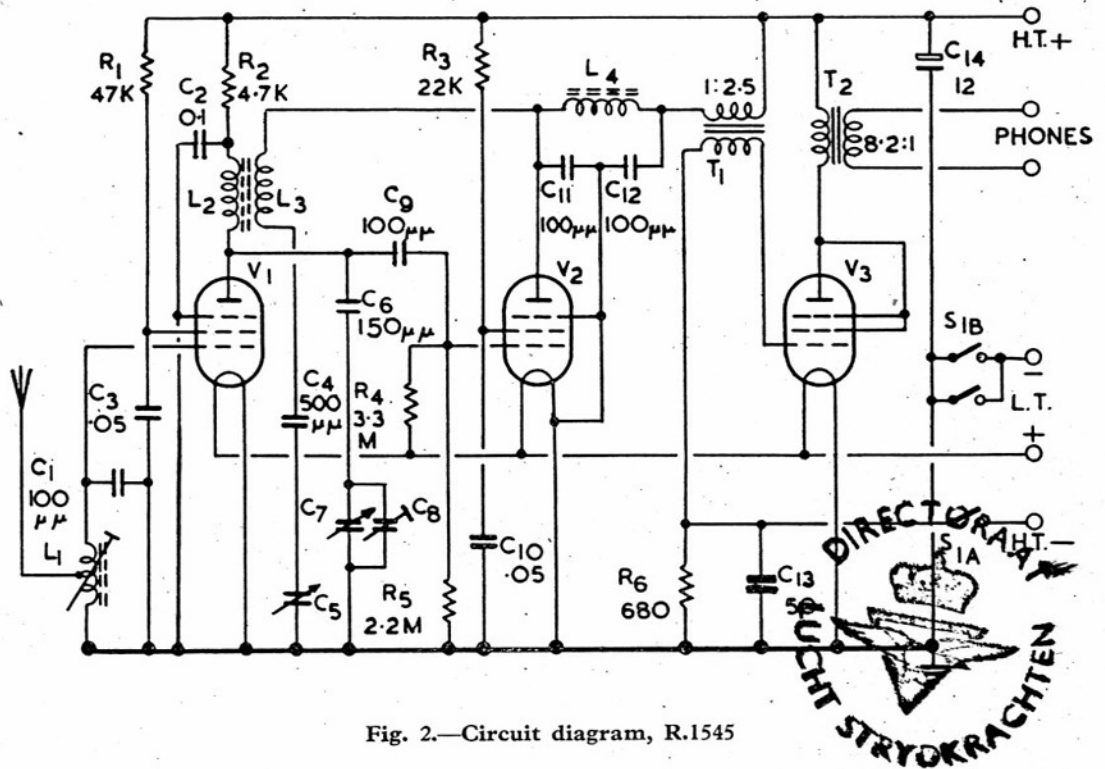 H.T.+
R1
47K
R2
4.7K
C2
0.1
R3
22K
L4
1:2.5
T1
T2
8.2:1
C14
12
PHONES
L2
L3
C9
100μμ
C11
100μμ
C12
100μμ
V1
V2
V3
C6
150μμ
C3
.05
C4
500
μμ
R4
3.3
M
S1B
–
L.T.
+
C1
100
μμ
L1
C7
C8
C5
R5
2.2M
C10
.05
R6
680
C13
H.T.–
S1A
DIRECTORAAT
LUCHT STRYDKRACHTEN
Fig. 2.—Circuit diagram, R.1545